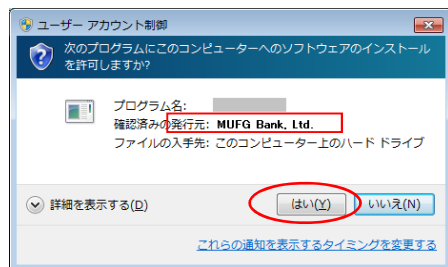 ユーザー アカウント制御
次のプログラムにこのコンピューターへのソフトウェアのインストール
を許可しますか?
プログラム名:
確認済みの発行元: MUFG Bank, Ltd.
ファイルの入手先: このコンピューター上のハード ドライブ
詳細を表示する(D)
はい(Y)
いいえ(N)
これらの通知を表示するタイミングを変更する